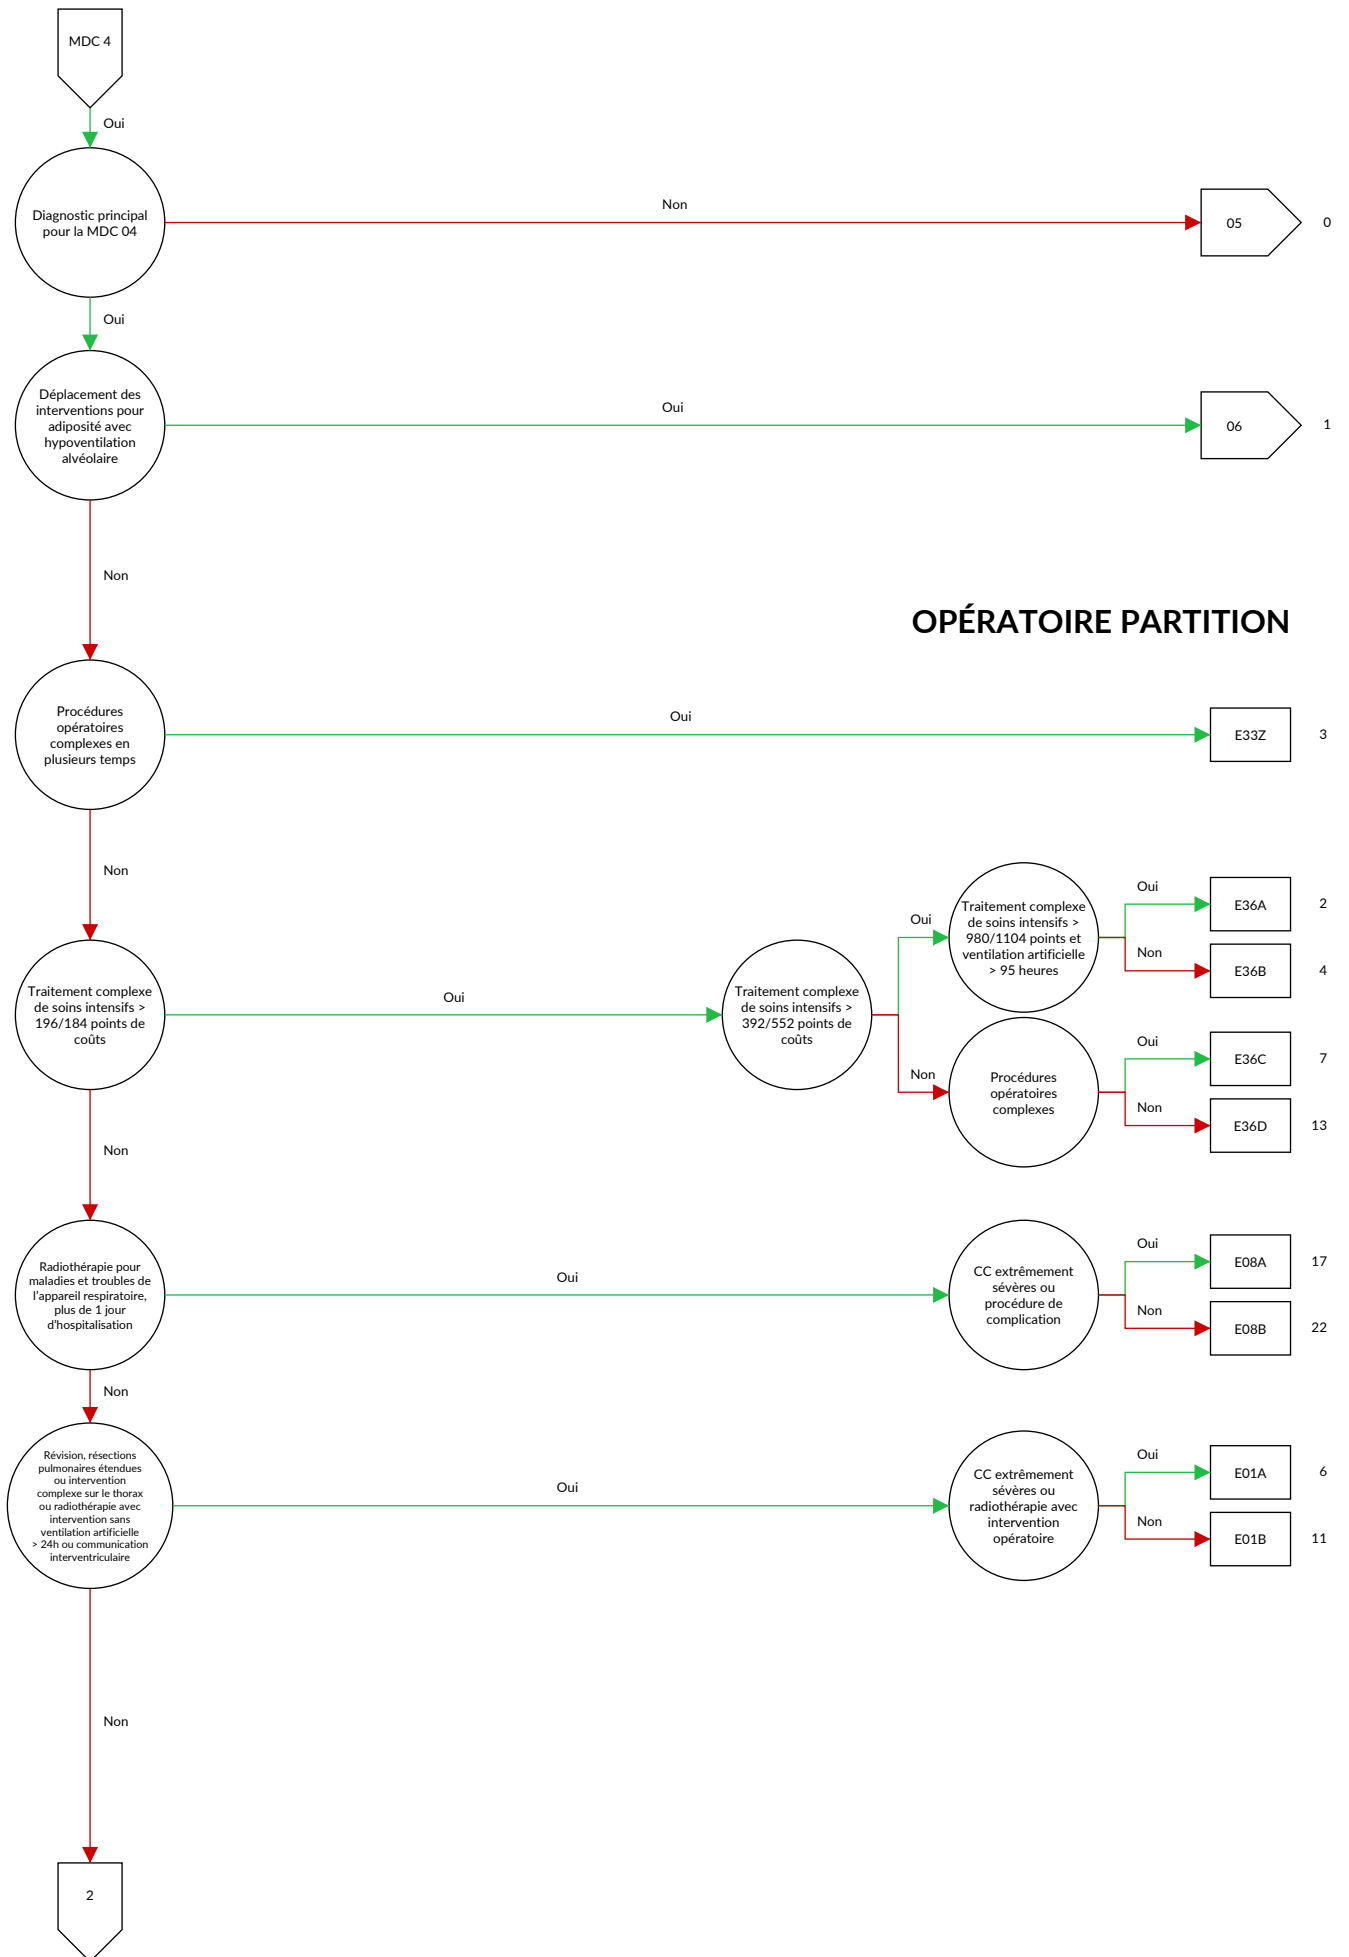 MDC 4
Oui
Diagnostic principal
pour la MDC 04
Non
05
0
Oui
Déplacement des
interventions pour
adiposité avec
hypoventilation
alvéolaire
Oui
06
1
Non
OPÉRATOIRE PARTITION
Procédures
opératoires
complexes en
plusieurs temps
Oui
E33Z
3
Non
Traitement complexe
de soins intensifs >
196/184 points de
coûts
Oui
Traitement complexe
de soins intensifs >
392/552 points de
coûts
Oui
Traitement complexe
de soins intensifs >
980/1104 points et
ventilation artificielle
> 95 heures
Oui
E36A
2
Non
E36B
4
Non
Procédures
opératoires
complexes
Oui
E36C
7
Non
E36D
13
Non
Radiothérapie pour
maladies et troubles de
l'appareil respiratoire,
plus de 1 jour
d'hospitalisation
Oui
CC extrêmement
sévères ou
procédure de
complication
Oui
E08A
17
Non
E08B
22
Non
Révision, résections
pulmonaires étendues
ou intervention
complexe sur le thorax
ou radiothérapie avec
intervention sans
ventilation artificielle
> 24h ou communication
interventriculaire
Oui
CC extrêmement
sévères ou
radiothérapie avec
intervention
opératoire
Oui
E01A
6
Non
E01B
11
Non
2